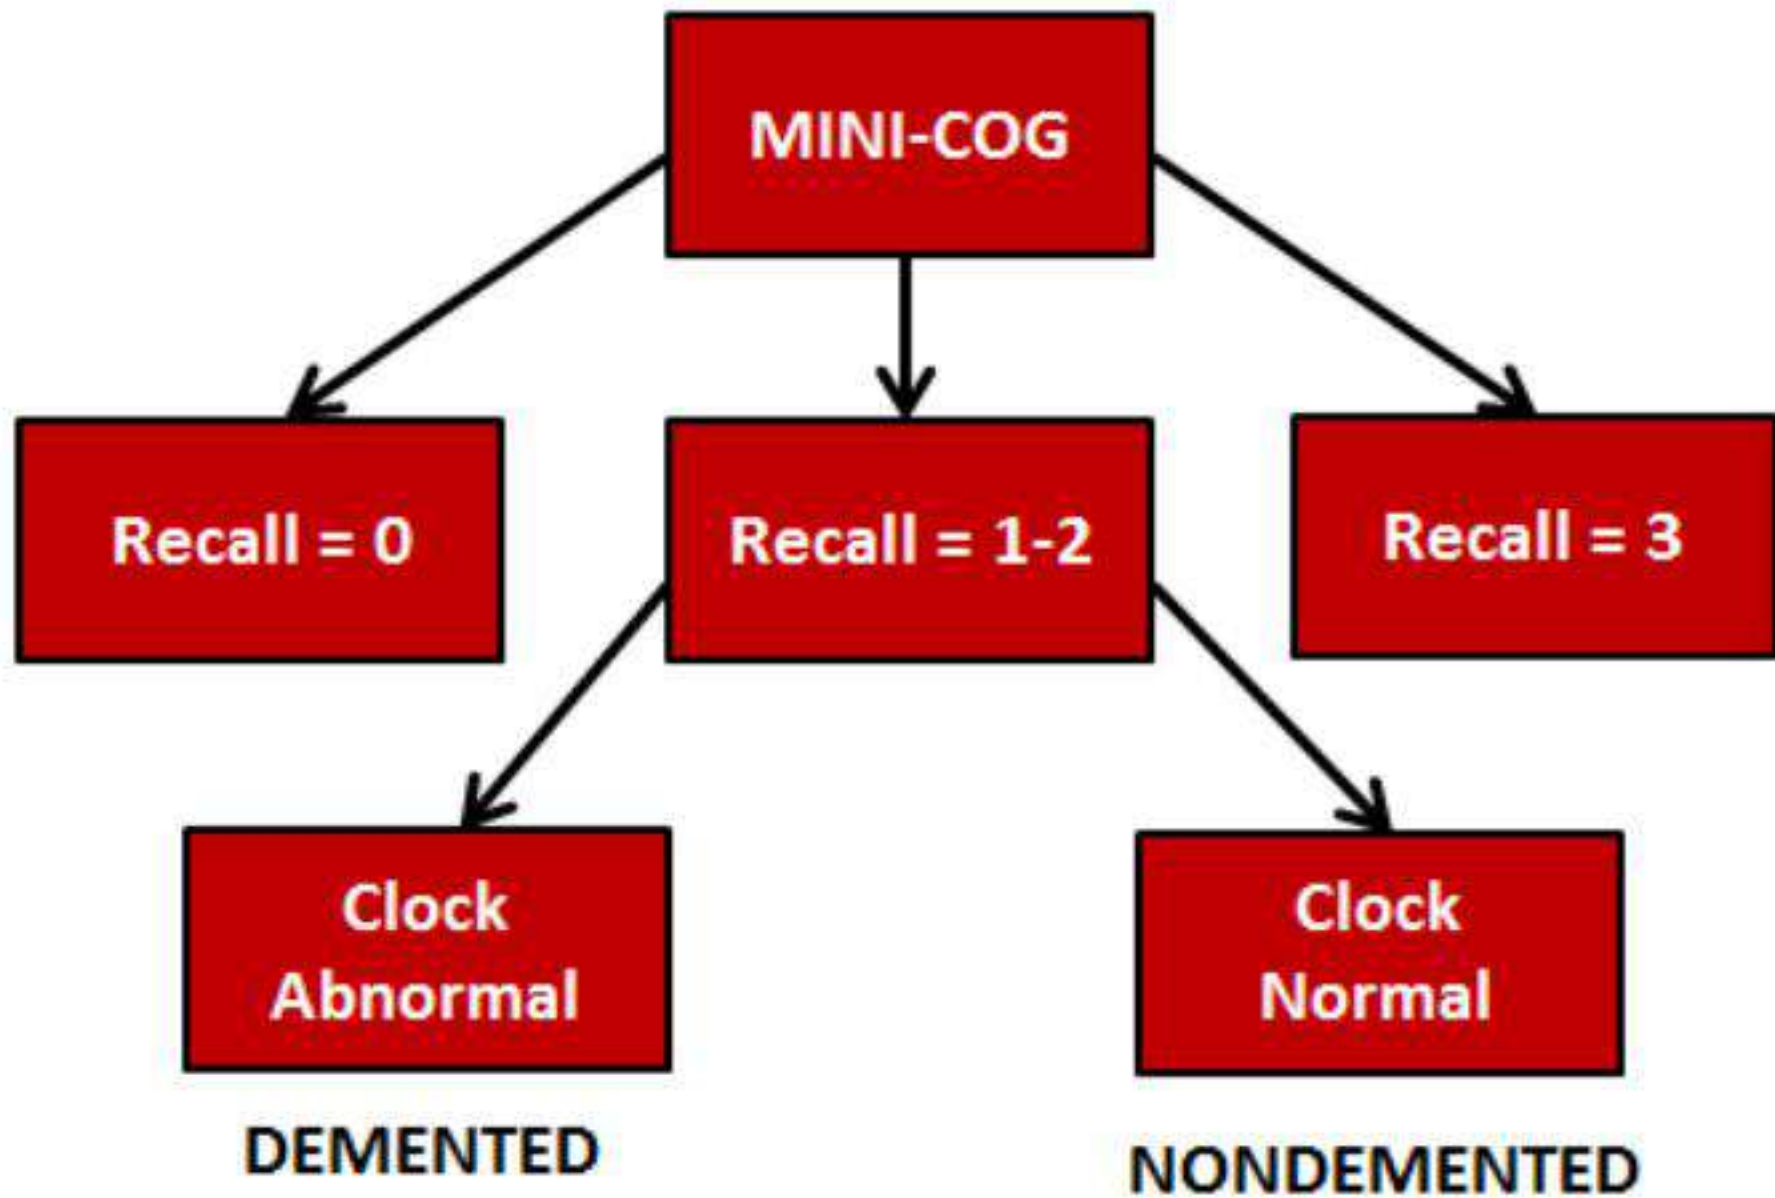 MINI-COG
Recall = 0
Recall = 1-2
Recall = 3
Clock
Abnormal
Clock
Normal
DEMENTED
NONDEMENTED